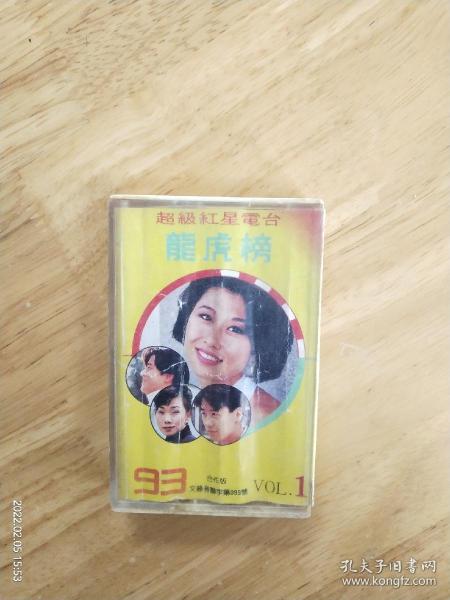 超級紅星電台
龍虎榜
93
合作版
VOL.1
2022.02.05 15:53
孔夫子旧书网
www.kongfz.com